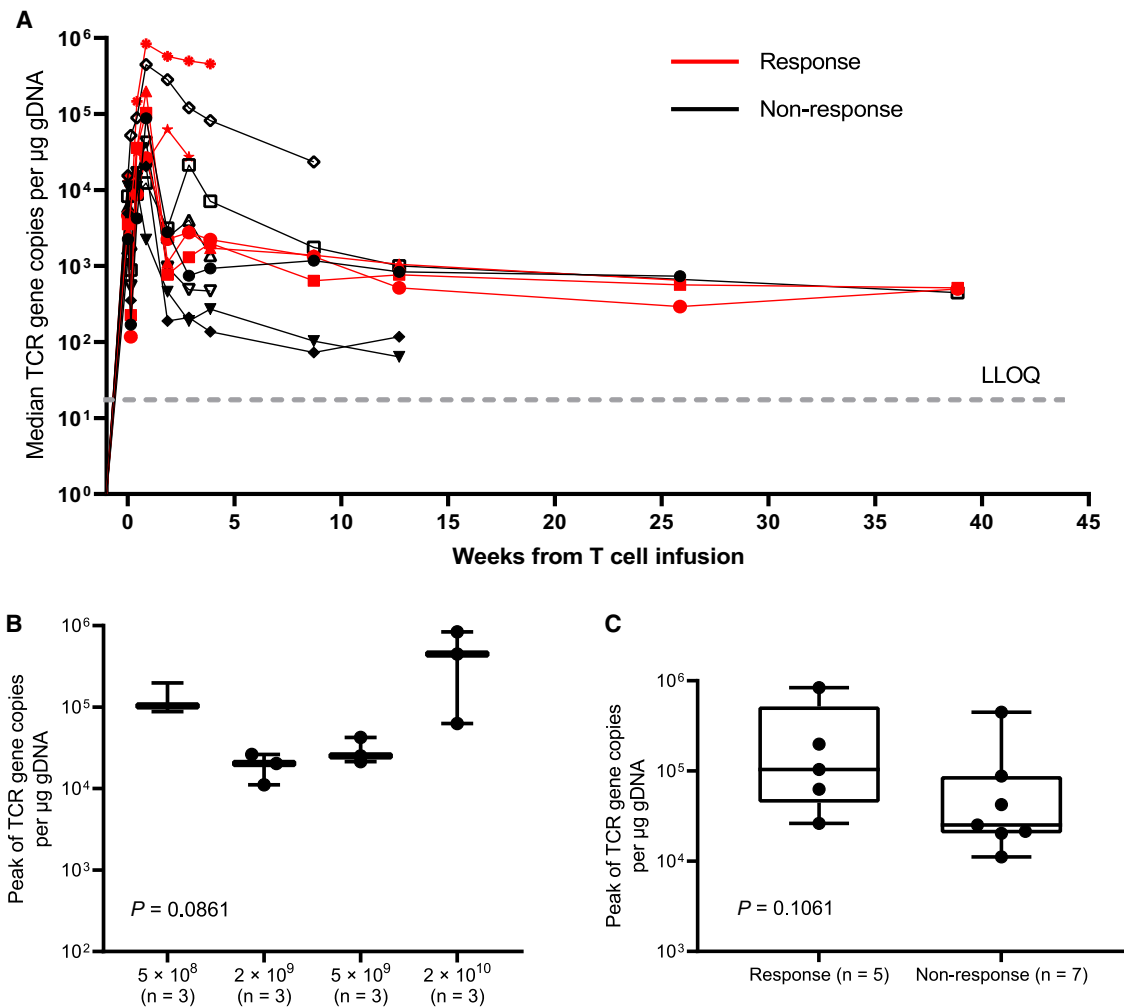 A
10⁶
10⁵
10⁴
10³
10²
10¹
10⁰
Median TCR gene copies per µg gDNA
Response
Non-response
LLOQ
0 5 10 15 20 25 30 35 40 45
Weeks from T cell infusion
B
10⁶
10⁵
10⁴
10³
10²
Peak of TCR gene copies
per µg gDNA
P = 0.0861
5 × 10⁸ 2 × 10⁹ 5 × 10⁹ 2 × 10¹⁰
(n = 3) (n = 3) (n = 3) (n = 3)
C
10⁶
10⁵
10⁴
10³
Peak of TCR gene copies
per µg gDNA
P = 0.1061
Response (n = 5) Non-response (n = 7)